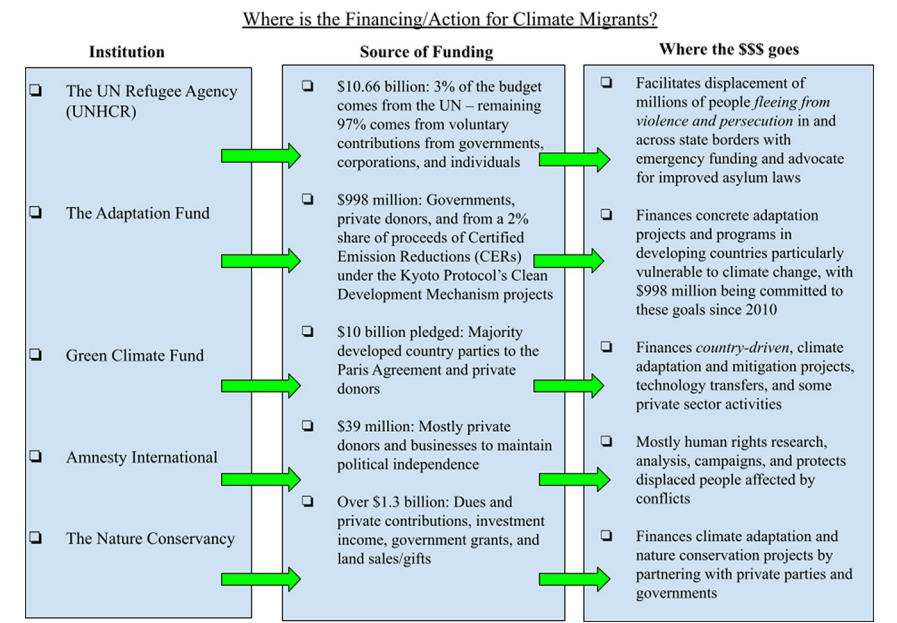 Where is the Financing/Action for Climate Migrants?
Institution
The UN Refugee Agency
(UNHCR)
The Adaptation Fund
Green Climate Fund
Amnesty International
The Nature Conservancy
Source of Funding
$10.66 billion: 3% of the budget
comes from the UN – remaining
97% comes from voluntary
contributions from governments,
corporations, and individuals
$998 million: Governments,
private donors, and from a 2%
share of proceeds of Certified
Emission Reductions (CERs)
under the Kyoto Protocol’s Clean
Development Mechanism projects
$10 billion pledged: Majority
developed country parties to the
Paris Agreement and private
donors
$39 million: Mostly private
donors and businesses to maintain
political independence
Over $1.3 billion: Dues and
private contributions, investment
income, government grants, and
land sales/gifts
Where the $$$ goes
Facilitates displacement of
millions of people fleeing from
violence and persecution in and
across state borders with
emergency funding and advocate
for improved asylum laws
Finances concrete adaptation
projects and programs in
developing countries particularly
vulnerable to climate change, with
$998 million being committed to
these goals since 2010
Finances country-driven, climate
adaptation and mitigation projects,
technology transfers, and some
private sector activities
Mostly human rights research,
analysis, campaigns, and protects
displaced people affected by
conflicts
Finances climate adaptation and
nature conservation projects by
partnering with private parties and
governments